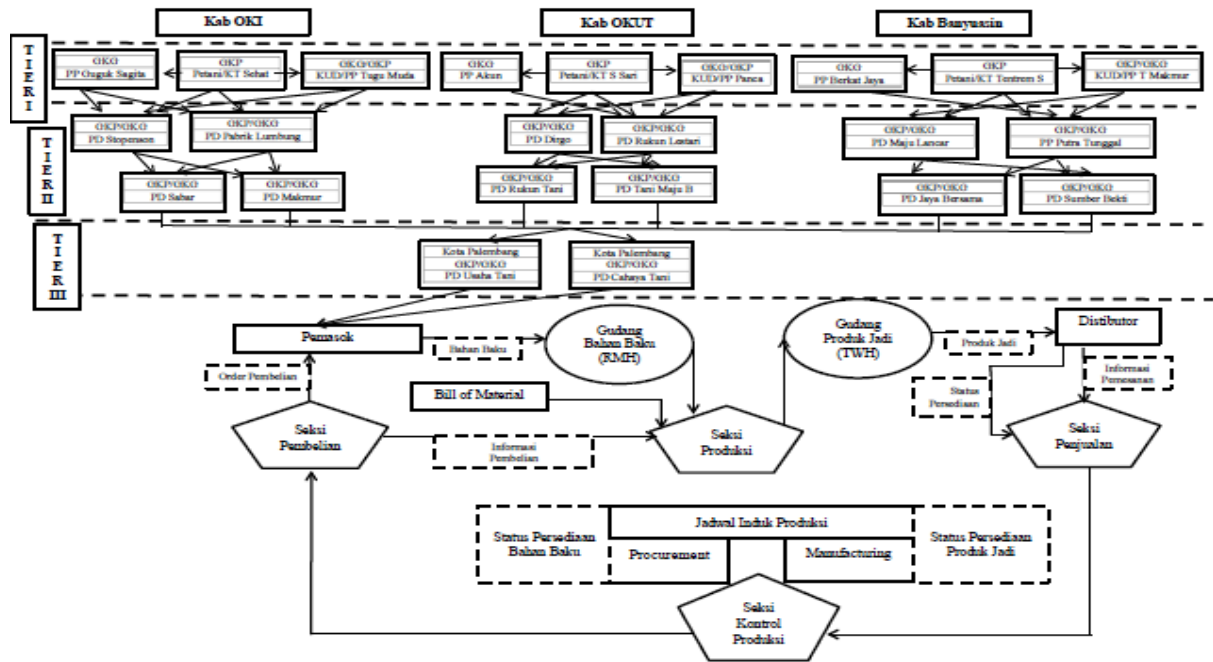 Kab OKI
Kab OKUT
Kab Banyuasin
TIER I
GKG
PP Guguk Sagita
GKP
Petani/KT Sehat
GKG/GKP
KUD/PP Tugu Muda
GKG
PP Akun
GKP
Petani/KT S Sari
GKG/GKP
KUD/PP Panca
GKG
PP Berkat Jaya
GKP
Petani/KT Tentrem S
GKP/GKG
KUD/PP T Makmur
TIER II
GKP/GKG
PD Stopenson
GKP/GKG
PD Pabrik Lumbung
GKP/GKG
PD Dirgo
GKP/GKG
PD Rukun Lestari
GKP/GKG
PD Maju Lancar
GKP/GKG
PP Putra Tunggal
GKP/GKG
PD Sabar
GKP/GKG
PD Makmur
GKP/GKG
PD Rukun Tani
GKP/GKG
PD Tani Maju B
GKP/GKG
PD Jaya Bersama
GKP/GKG
PD Sumber Bekti
TIER III
Kota Palembang
GKP/GKG
PD Usaha Tani
Kota Palembang
GKP/GKG
PD Cahaya Tani
Pemasok
Bahan Baku
Gudang
Bahan Baku
(RMH)
Gudang
Produk Jadi
(TWH)
Produk Jadi
Distibutor
Order Pembelian
Bill of Material
Status
Persediaan
Informasi
Pemesanan
Seksi
Pembelian
Informasi
Pembelian
Seksi
Produksi
Seksi
Penjualan
Status Persediaan
Bahan Baku
Jadwal Induk Produksi
Procurement
Manufacturing
Status Persediaan
Produk Jadi
Seksi
Kontrol
Produksi